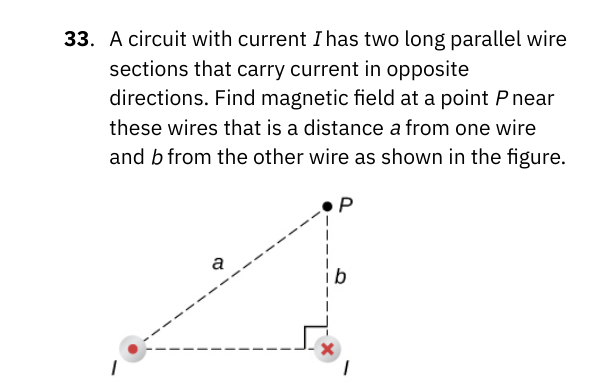 33. A circuit with current I has two long parallel wire
sections that carry current in opposite
directions. Find magnetic field at a point P near
these wires that is a distance a from one wire
and b from the other wire as shown in the figure.
P
a
b
I
I